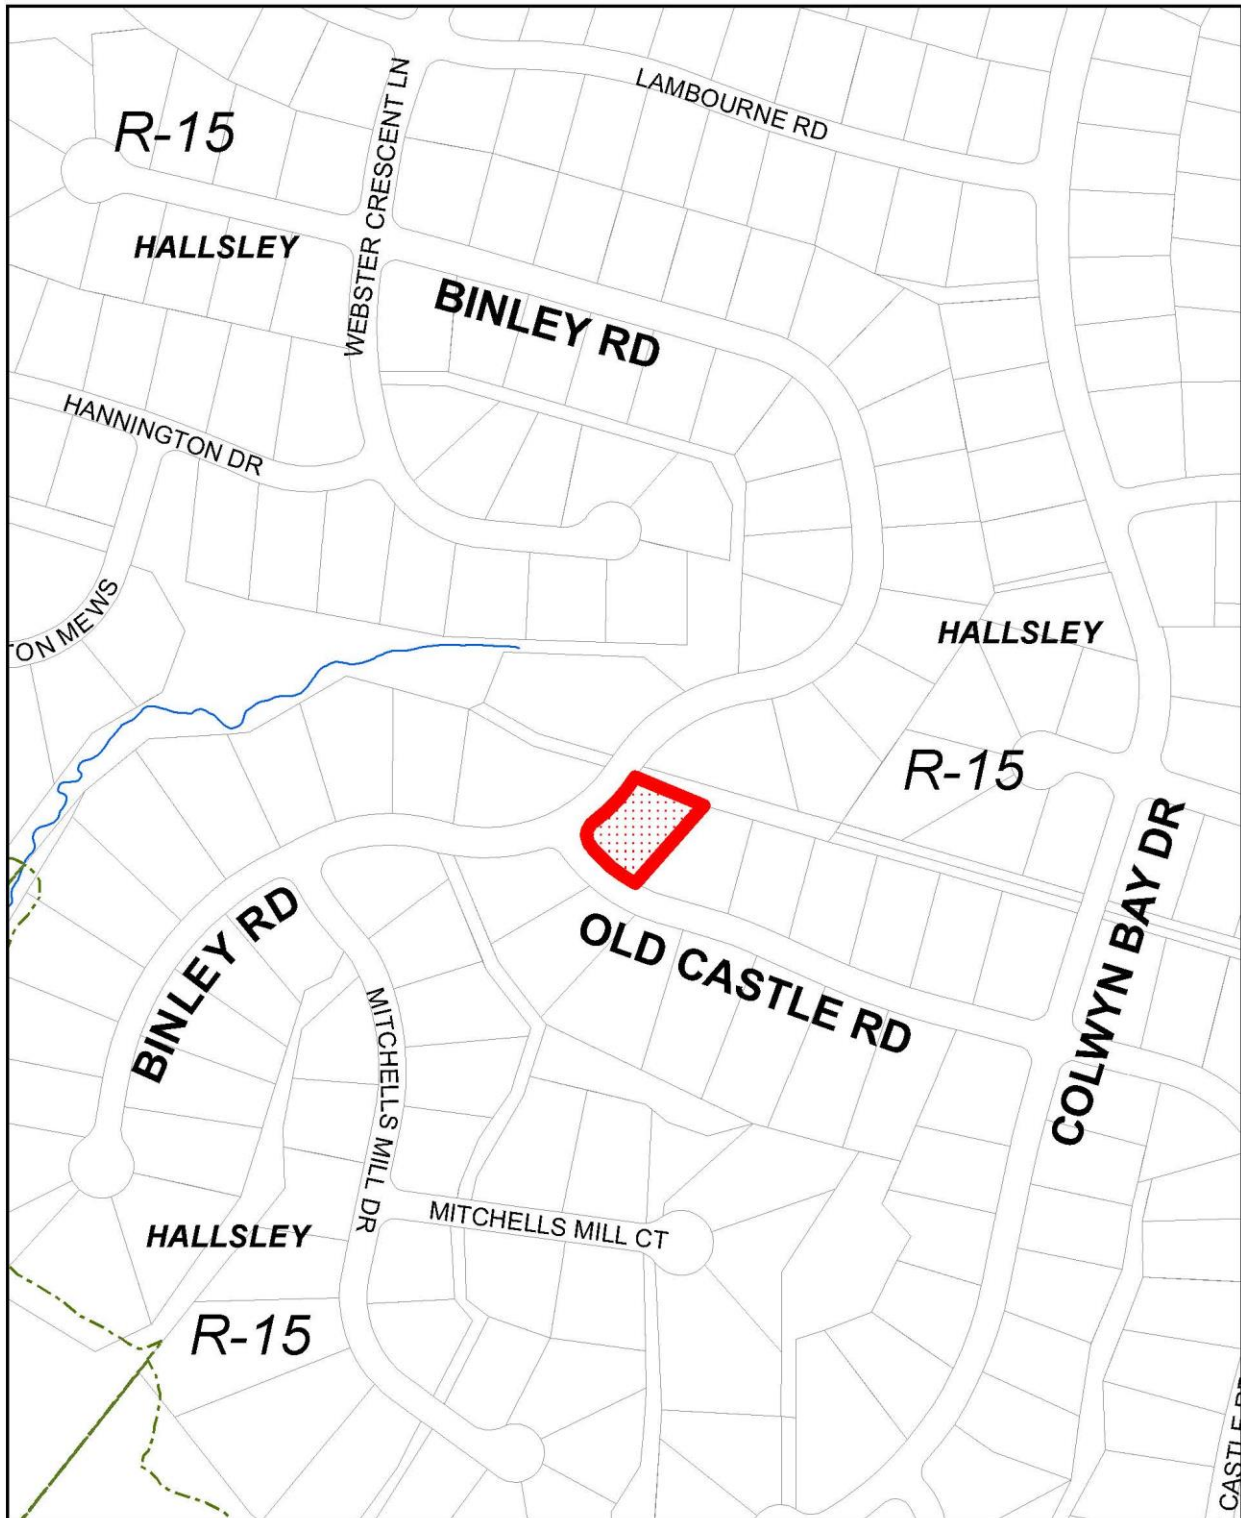 LAMBOURNE RD
WEBSTER CRESCENT LN
R-15
HALLSLEY
BINLEY RD
HANNINGTON DR
TON MEWS
HALLSLEY
R-15
COLWYN BAY DR
BINLEY RD
OLD CASTLE RD
MITCHELLS MILL DR
MITCHELLS MILL CT
HALLSLEY
R-15